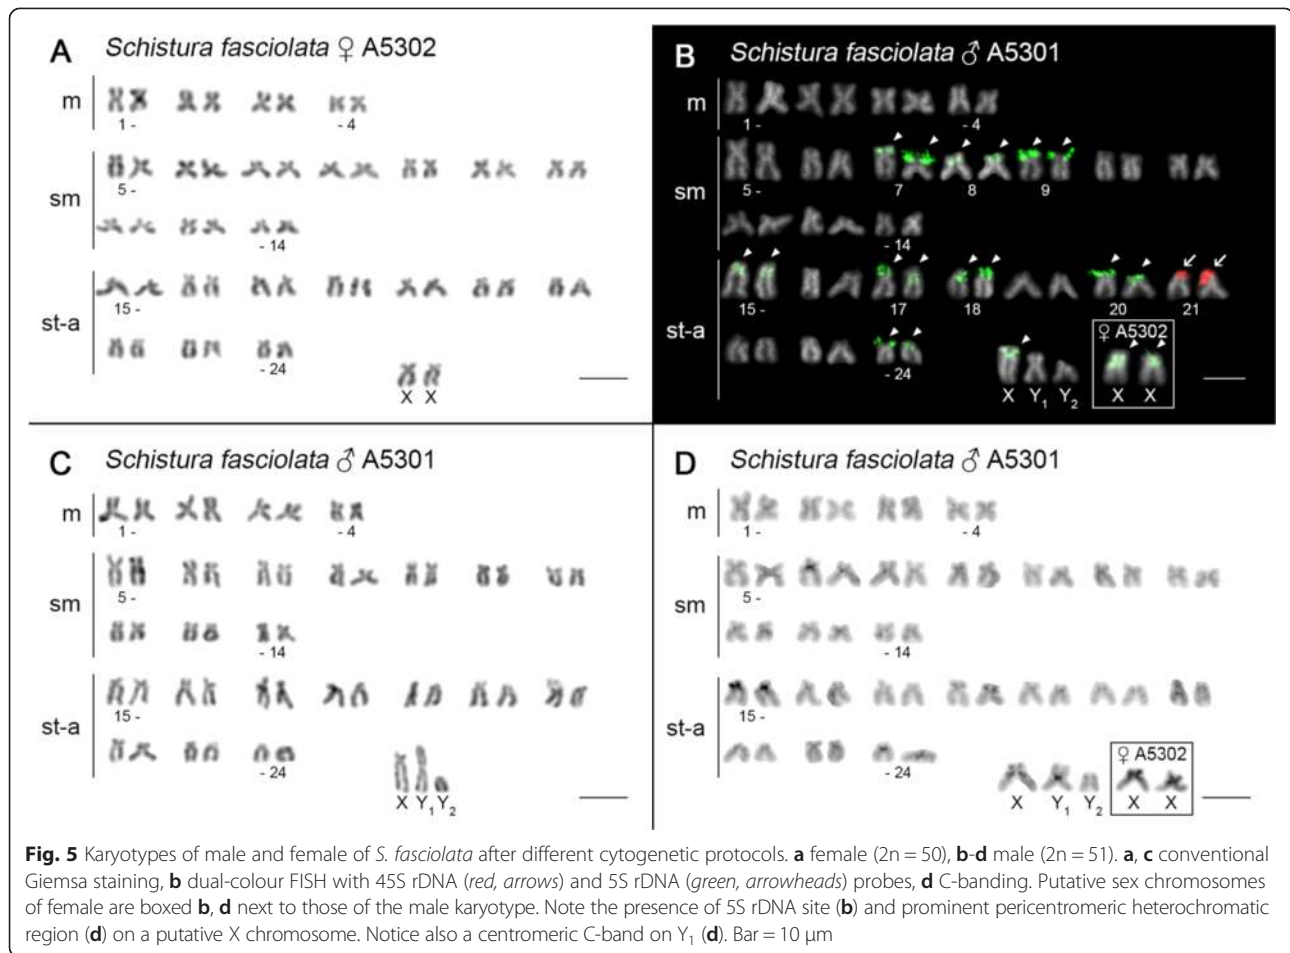 A Schistura fasciolata ♀ A5302
m
1 - - 4
sm
5 -
- 14
st-a
15 -
- 24
X X
B Schistura fasciolata ♂ A5301
m
1 - - 4
sm
5 - 7 8 9
- 14
st-a
15 - 17 18 20 21
- 24
X Y1 Y2
♀ A5302
X X
C Schistura fasciolata ♂ A5301
m
1 - - 4
sm
5 -
- 14
st-a
15 -
- 24
X Y1 Y2
D Schistura fasciolata ♂ A5301
m
1 - - 4
sm
5 -
- 14
st-a
15 -
- 24
X Y1 Y2
♀ A5302
X X
Fig. 5 Karyotypes of male and female of S. fasciolata after different cytogenetic protocols. a female (2n = 50), b-d male (2n = 51). a, c conventional
Giemsa staining, b dual-colour FISH with 45S rDNA (red, arrows) and 5S rDNA (green, arrowheads) probes, d C-banding. Putative sex chromosomes
of female are boxed b, d next to those of the male karyotype. Note the presence of 5S rDNA site (b) and prominent pericentromeric heterochromatic
region (d) on a putative X chromosome. Notice also a centromeric C-band on Y1 (d). Bar = 10 μm